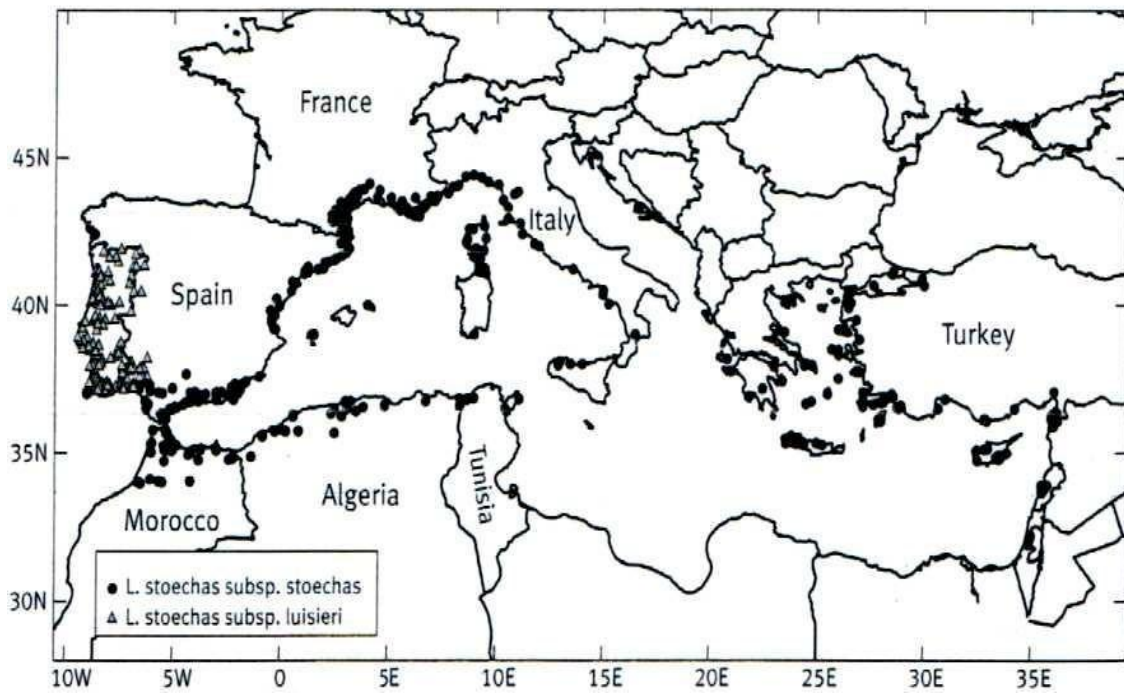 France
45N
Italy
40N
Spain
Turkey
35N
Algeria
Tunisia
Morocco
● L. stoechas subsp. stoechas
▲ L. stoechas subsp. luisieri
30N
10W 5W 0 5E 10E 15E 20E 25E 30E 35E